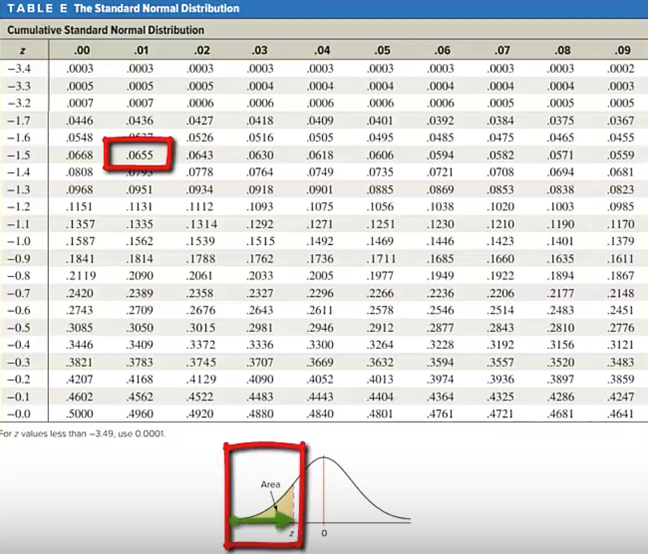 TABLE E The Standard Normal Distribution
Cumulative Standard Normal Distribution
z .00 .01 .02 .03 .04 .05 .06 .07 .08 .09
−3.4 .0003 .0003 .0003 .0003 .0003 .0003 .0003 .0003 .0003 .0002
−3.3 .0005 .0005 .0005 .0004 .0004 .0004 .0004 .0004 .0004 .0003
−3.2 .0007 .0007 .0006 .0006 .0006 .0006 .0006 .0005 .0005 .0005
−1.7 .0446 .0436 .0427 .0418 .0409 .0401 .0392 .0384 .0375 .0367
−1.6 .0548 .0526 .0516 .0505 .0495 .0485 .0475 .0465 .0455
−1.5 .0668 .0655 .0643 .0630 .0618 .0606 .0594 .0582 .0571 .0559
−1.4 .0808 .0778 .0764 .0749 .0735 .0721 .0708 .0694 .0681
−1.3 .0968 .0951 .0934 .0918 .0901 .0885 .0869 .0853 .0838 .0823
−1.2 .1151 .1131 .1112 .1093 .1075 .1056 .1038 .1020 .1003 .0985
−1.1 .1357 .1335 .1314 .1292 .1271 .1251 .1230 .1210 .1190 .1170
−1.0 .1587 .1562 .1539 .1515 .1492 .1469 .1446 .1423 .1401 .1379
−0.9 .1841 .1814 .1788 .1762 .1736 .1711 .1685 .1660 .1635 .1611
−0.8 .2119 .2090 .2061 .2033 .2005 .1977 .1949 .1922 .1894 .1867
−0.7 .2420 .2389 .2358 .2327 .2296 .2266 .2236 .2206 .2177 .2148
−0.6 .2743 .2709 .2676 .2643 .2611 .2578 .2546 .2514 .2483 .2451
−0.5 .3085 .3050 .3015 .2981 .2946 .2912 .2877 .2843 .2810 .2776
−0.4 .3446 .3409 .3372 .3336 .3300 .3264 .3228 .3192 .3156 .3121
−0.3 .3821 .3783 .3745 .3707 .3669 .3632 .3594 .3557 .3520 .3483
−0.2 .4207 .4168 .4129 .4090 .4052 .4013 .3974 .3936 .3897 .3859
−0.1 .4602 .4562 .4522 .4483 .4443 .4404 .4364 .4325 .4286 .4247
−0.0 .5000 .4960 .4920 .4880 .4840 .4801 .4761 .4721 .4681 .4641
For z values less than −3.49, use 0.0001.
Area
z 0